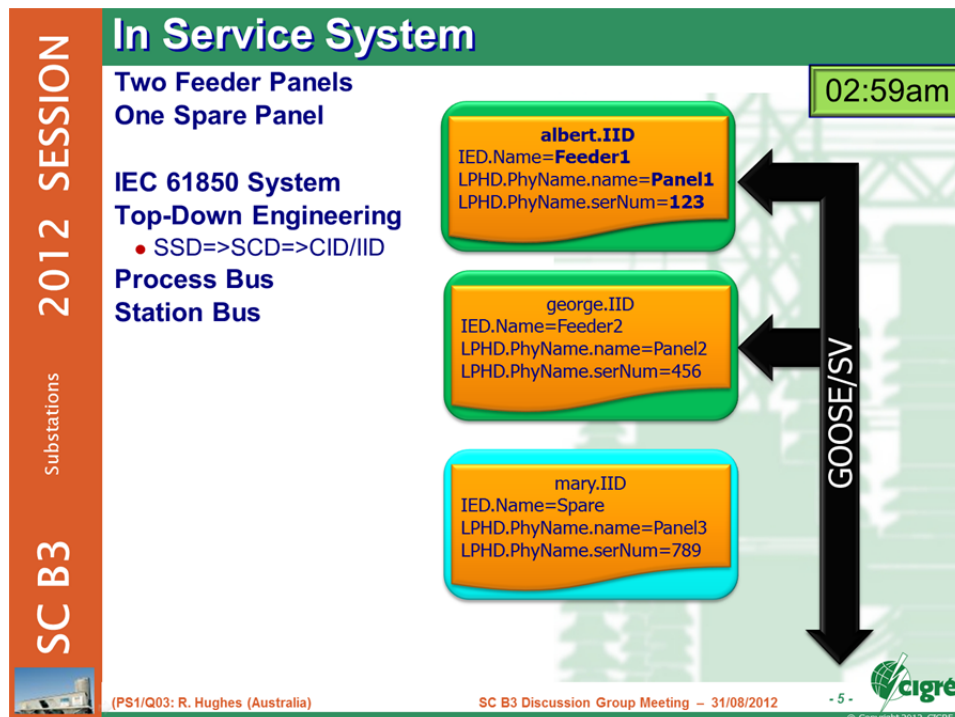 In Service System
02:59am
2012 SESSION
Substations
SC B3
Two Feeder Panels
One Spare Panel
IEC 61850 System
Top-Down Engineering
• SSD=>SCD=>CID/IID
Process Bus
Station Bus
albert.IID
IED.Name=Feeder1
LPHD.PhyName.name=Panel1
LPHD.PhyName.serNum=123
george.IID
IED.Name=Feeder2
LPHD.PhyName.name=Panel2
LPHD.PhyName.serNum=456
mary.IID
IED.Name=Spare
LPHD.PhyName.name=Panel3
LPHD.PhyName.serNum=789
GOOSE/SV
(PS1/Q03: R. Hughes (Australia)
SC B3 Discussion Group Meeting – 31/08/2012
- 5 -
cigré
© Copyright 2012 CIGRE